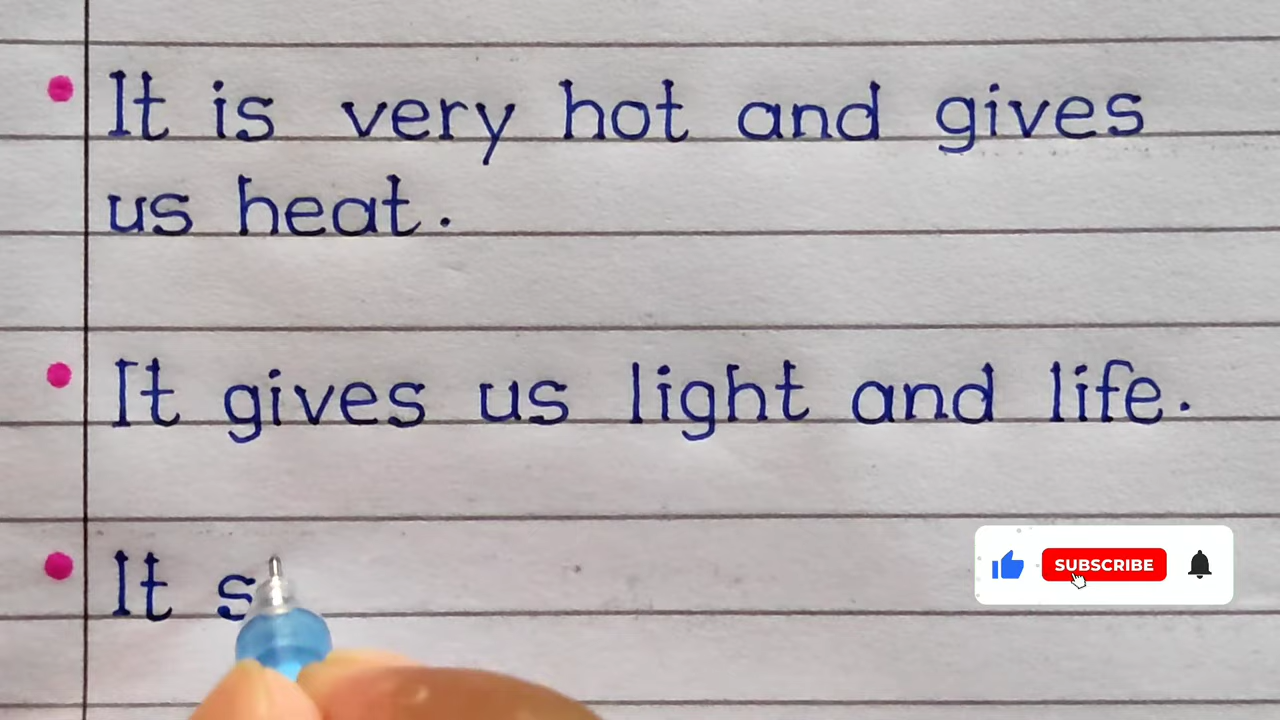 It is very hot and gives
us heat.
It gives us light and life.
It s
SUBSCRIBE